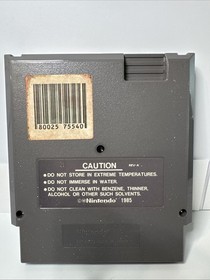 80025 75540
CAUTION
REV-A
• DO NOT STORE IN EXTREME TEMPERATURES.
• DO NOT IMMERSE IN WATER.
• DO NOT CLEAN WITH BENZENE, THINNER,
ALCOHOL OR OTHER SUCH SOLVENTS.
©® Nintendo 1985